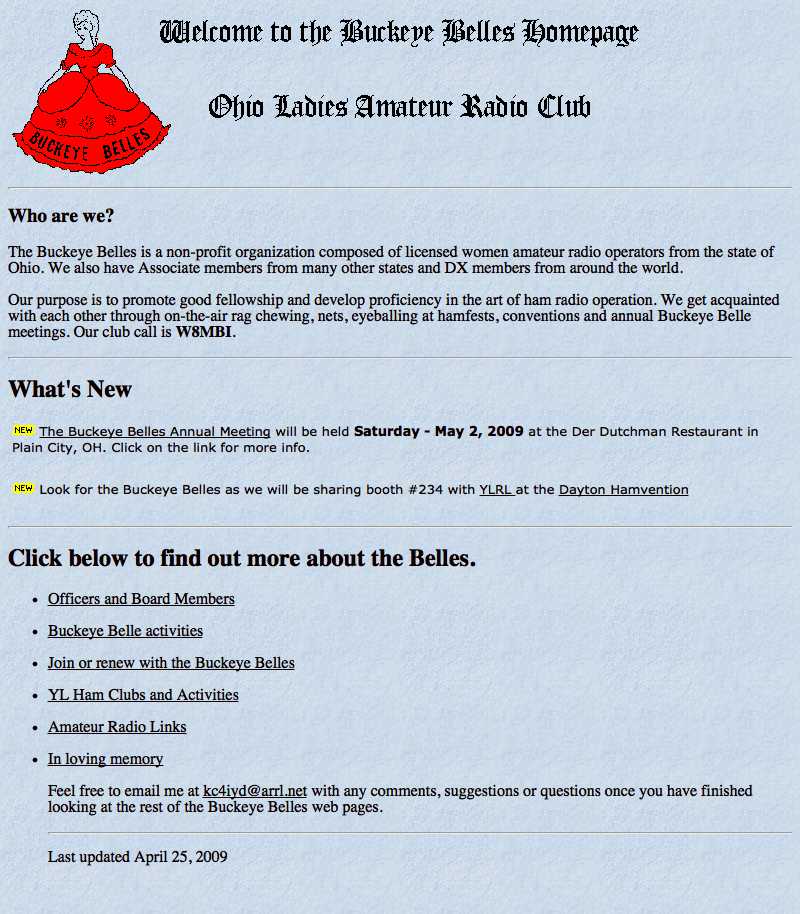 Welcome to the Buckeye Belles Homepage
Ohio Ladies Amateur Radio Club
BUCKEYE BELLES
Who are we?
The Buckeye Belles is a non-profit organization composed of licensed women amateur radio operators from the state of
Ohio. We also have Associate members from many other states and DX members from around the world.
Our purpose is to promote good fellowship and develop proficiency in the art of ham radio operation. We get acquainted
with each other through on-the-air rag chewing, nets, eyeballing at hamfests, conventions and annual Buckeye Belle
meetings. Our club call is W8MBI.
What's New
NEW The Buckeye Belles Annual Meeting will be held Saturday - May 2, 2009 at the Der Dutchman Restaurant in
Plain City, OH. Click on the link for more info.
NEW Look for the Buckeye Belles as we will be sharing booth #234 with YLRL at the Dayton Hamvention
Click below to find out more about the Belles.
• Officers and Board Members
• Buckeye Belle activities
• Join or renew with the Buckeye Belles
• YL Ham Clubs and Activities
• Amateur Radio Links
• In loving memory
Feel free to email me at kc4iyd@arrl.net with any comments, suggestions or questions once you have finished
looking at the rest of the Buckeye Belles web pages.
Last updated April 25, 2009